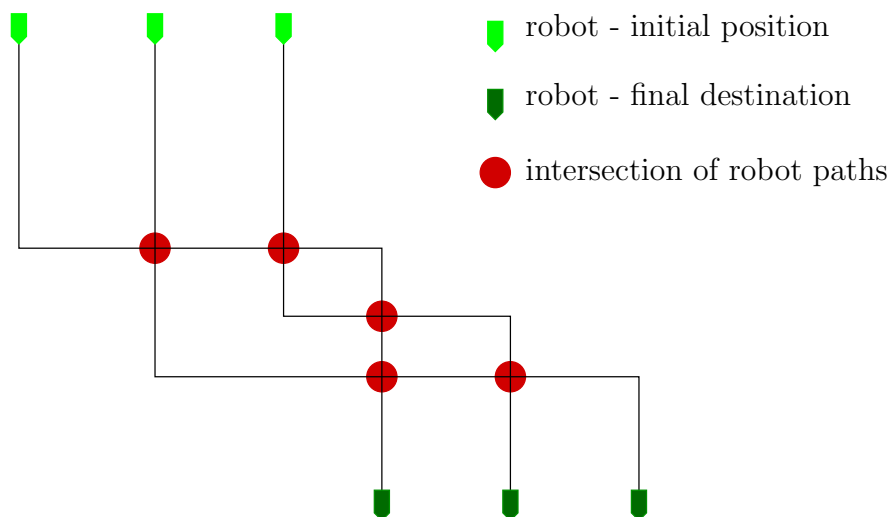 robot - initial position
robot - final destination
intersection of robot paths